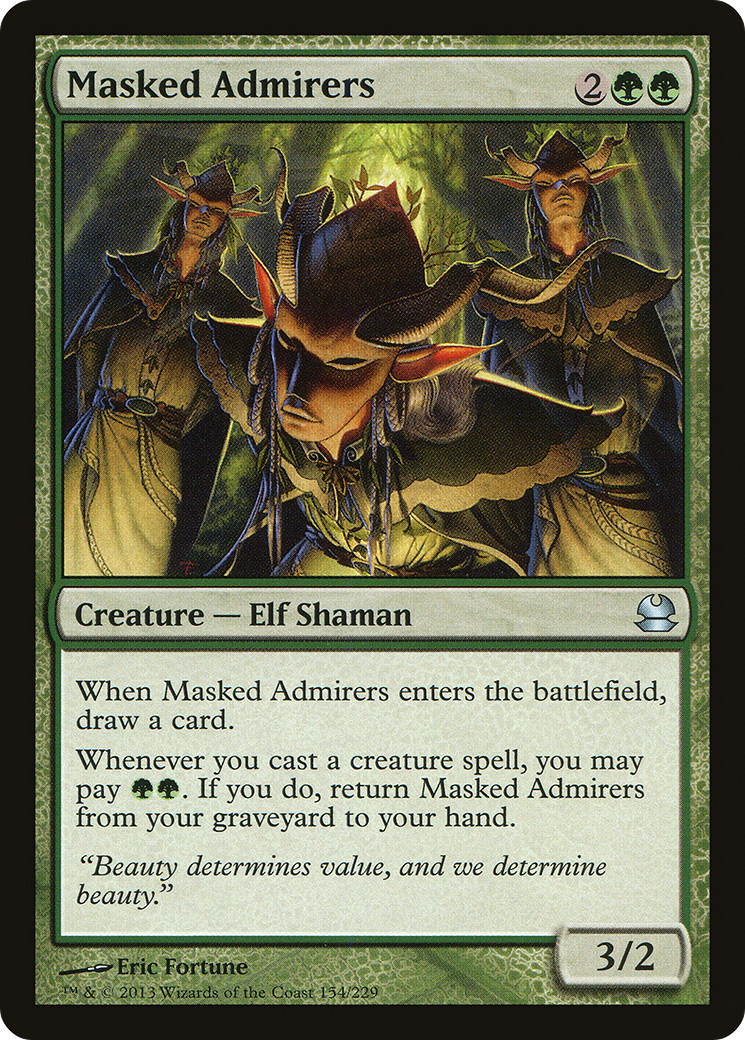 Masked Admirers 2
Creature — Elf Shaman
When Masked Admirers enters the battlefield,
draw a card.
Whenever you cast a creature spell, you may
pay . If you do, return Masked Admirers
from your graveyard to your hand.
“Beauty determines value, and we determine
beauty.”
3/2
Eric Fortune
™ & © 2013 Wizards of the Coast 154/229